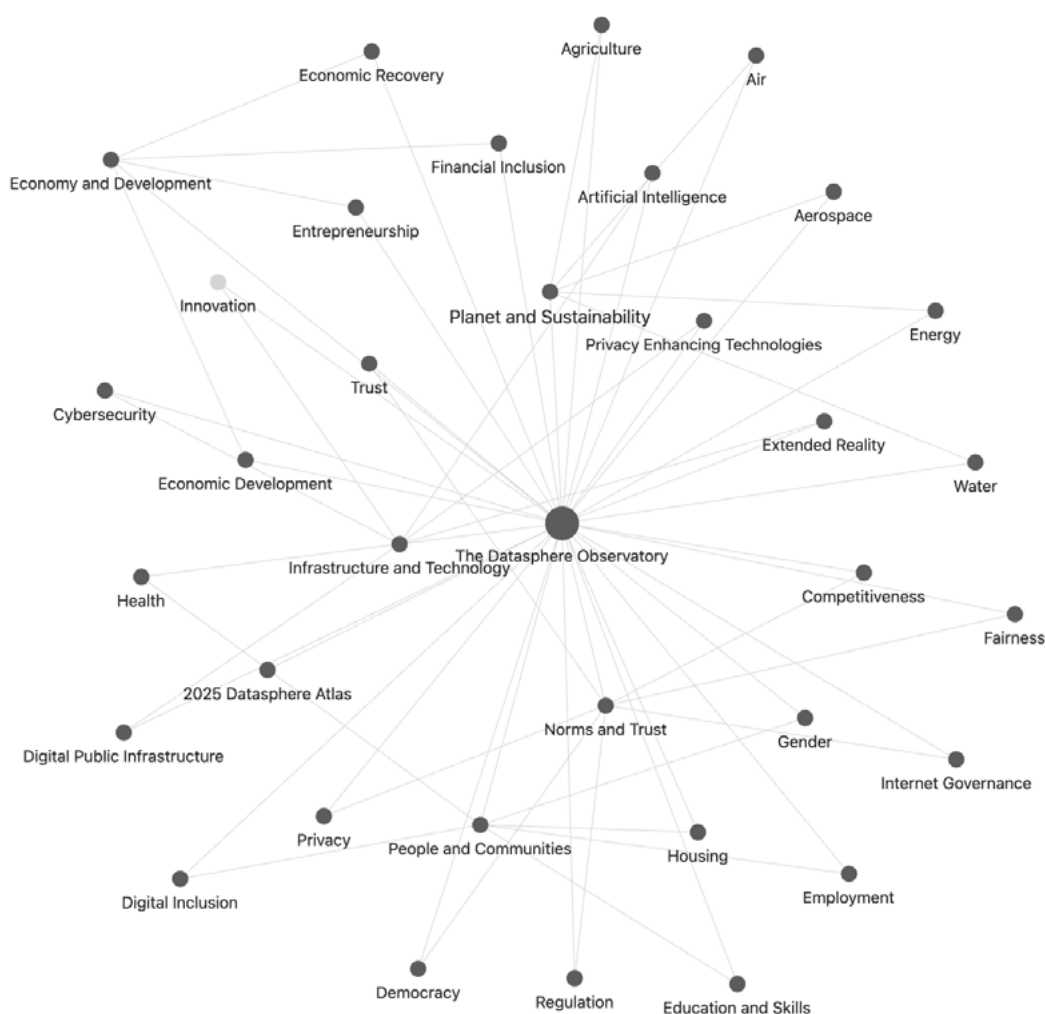 Agriculture
Economic Recovery
Air
Financial Inclusion
Economy and Development
Artificial Intelligence
Aerospace
Entrepreneurship
Innovation
Planet and Sustainability
Energy
Privacy Enhancing Technologies
Trust
Cybersecurity
Extended Reality
Economic Development
Water
The Datasphere Observatory
Infrastructure and Technology
Competitiveness
Health
Fairness
2025 Datasphere Atlas
Norms and Trust
Gender
Digital Public Infrastructure
Internet Governance
Privacy
People and Communities
Housing
Employment
Digital Inclusion
Democracy
Regulation
Education and Skills